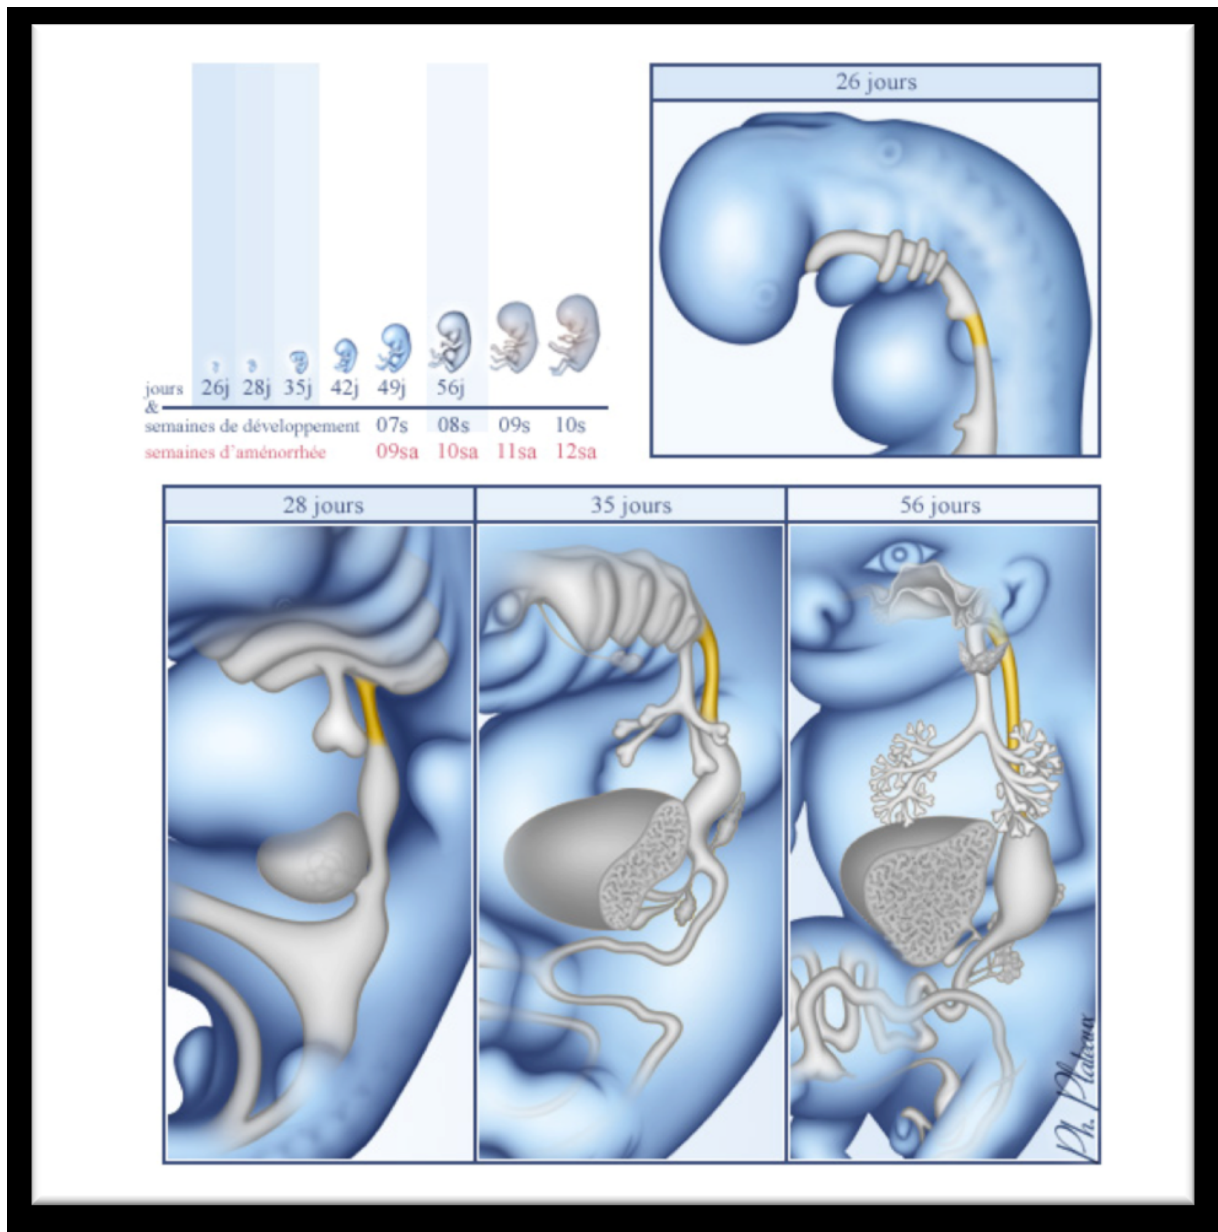 26 jours
jours 26j 28j 35j 42j 49j 56j
&
semaines de développement 07s 08s 09s 10s
semaines d'aménorrhée 09sa 10sa 11sa 12sa
28 jours 35 jours 56 jours
Ph. Plateaux